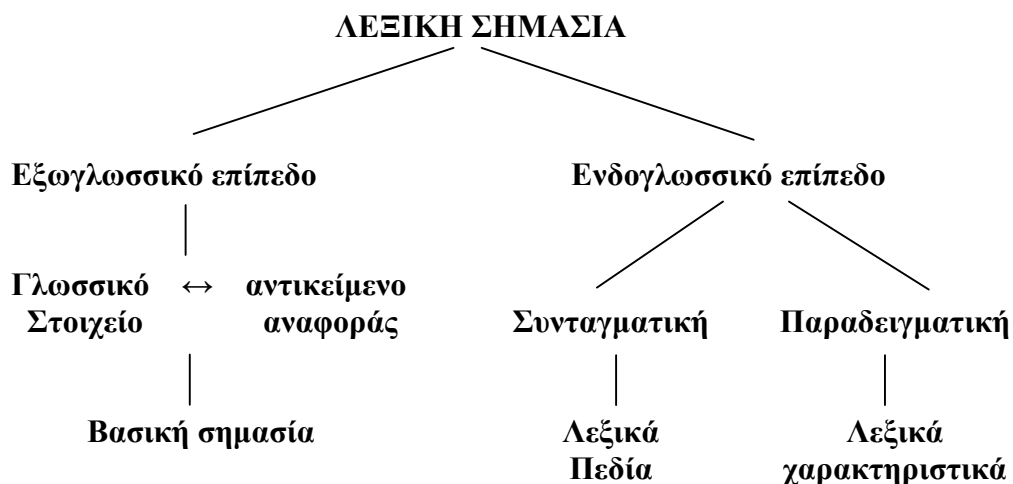 ΛΕΞΙΚΗ ΣΗΜΑΣΙΑ
Εξωγλωσσικό επίπεδο
Ενδογλωσσικό επίπεδο
Γλωσσικό ↔ αντικείμενο
Στοιχείο αναφοράς
Συνταγματική
Παραδειγματική
Βασική σημασία
Λεξικά
Πεδία
Λεξικά
χαρακτηριστικά